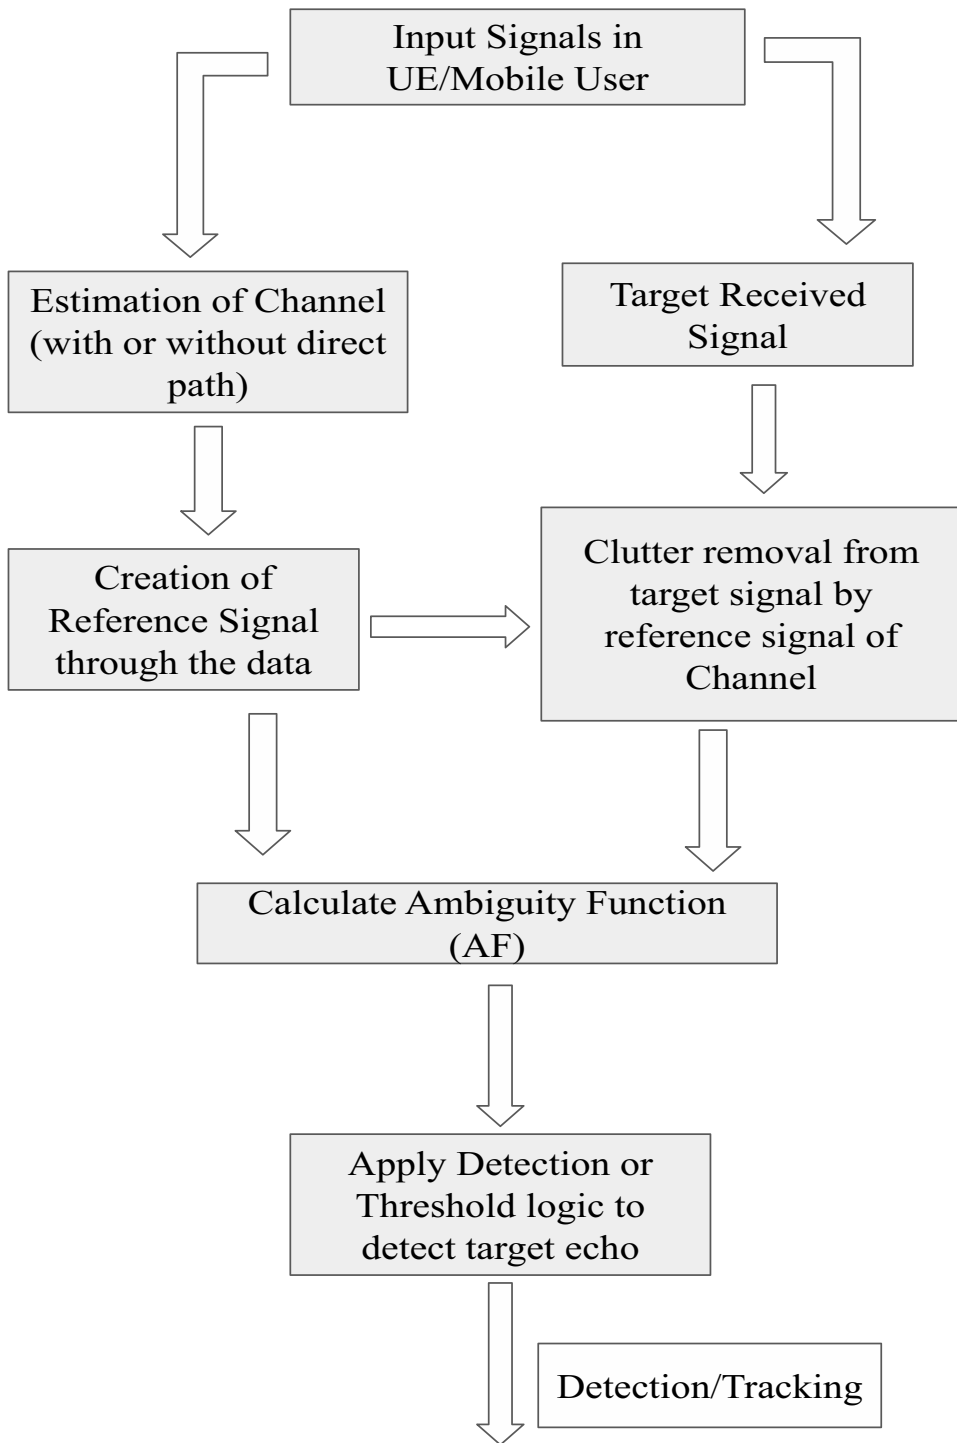 Input Signals in
UE/Mobile User
Estimation of Channel
(with or without direct
path)
Target Received
Signal
Creation of
Reference Signal
through the data
Clutter removal from
target signal by
reference signal of
Channel
Calculate Ambiguity Function
(AF)
Apply Detection or
Threshold logic to
detect target echo
Detection/Tracking